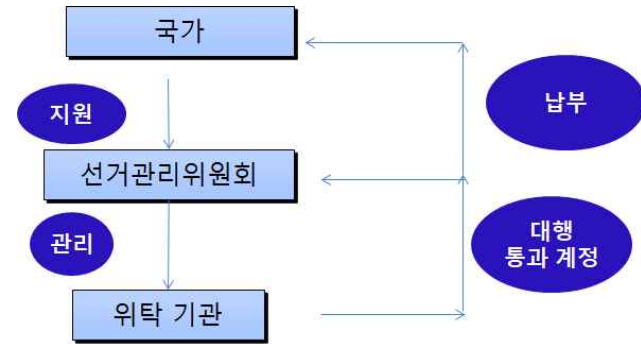 국가
지원
납부
선거관리위원회
관리
대행
통과 계정
위탁 기관